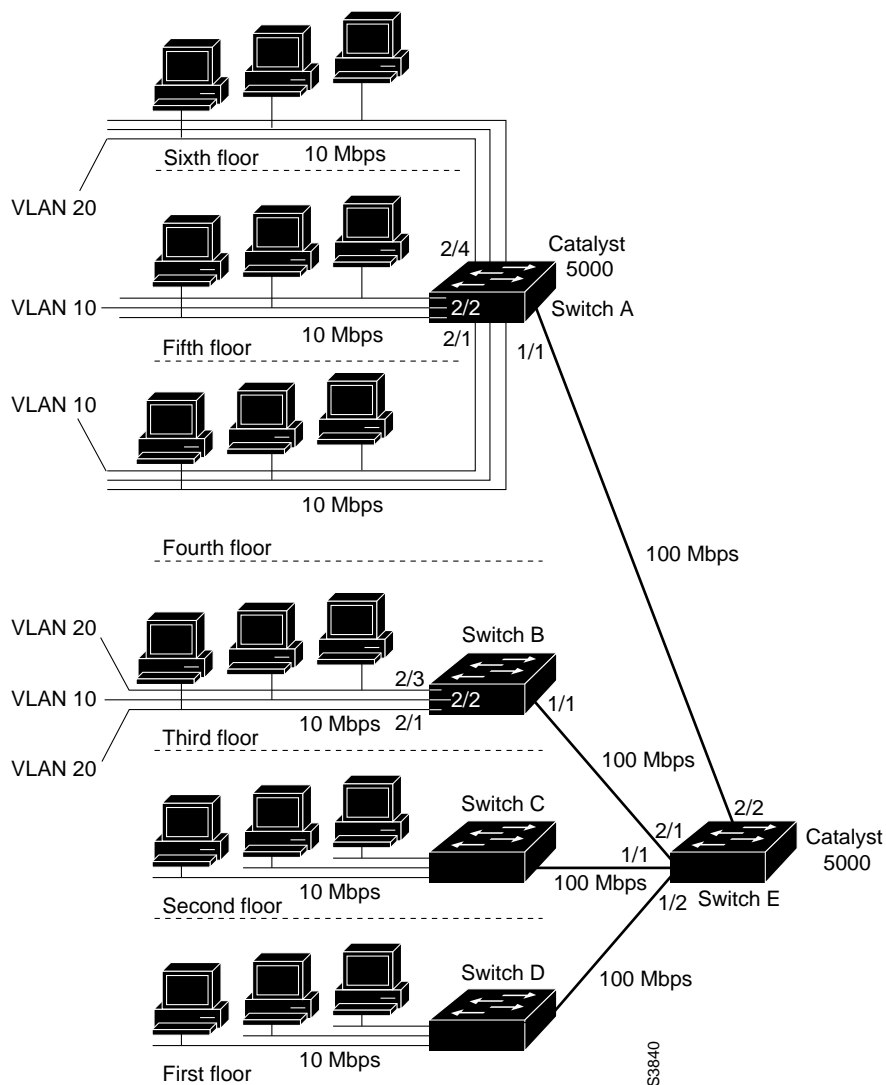 Sixth floor
10 Mbps
VLAN 20
2/4
Catalyst
5000
VLAN 10
2/2
Switch A
10 Mbps
2/1
1/1
Fifth floor
VLAN 10
10 Mbps
Fourth floor
100 Mbps
VLAN 20
Switch B
2/3
VLAN 10
2/2
1/1
10 Mbps
2/1
Third floor
VLAN 20
100 Mbps
Switch C
2/2
2/1
Catalyst
5000
1/1
10 Mbps
100 Mbps
Second floor
1/2
Switch E
Switch D
100 Mbps
10 Mbps
First floor
S3840